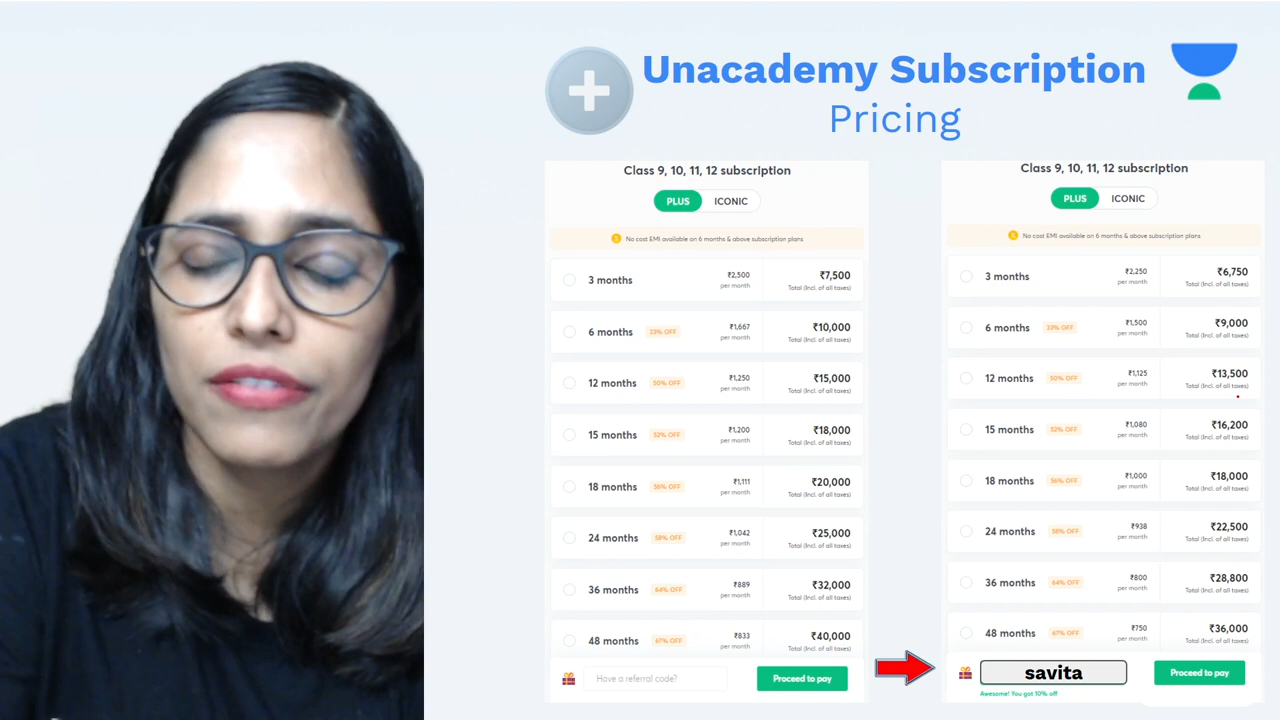 Unacademy Subscription
Pricing
Class 9, 10, 11, 12 subscription
PLUS ICONIC
No cost EMI available on 6 months & above subscription plans
3 months ₹2,500 per month ₹7,500 Total (Incl. of all taxes)
6 months 33% OFF ₹1,667 per month ₹10,000 Total (Incl. of all taxes)
12 months 50% OFF ₹1,250 per month ₹15,000 Total (Incl. of all taxes)
15 months 52% OFF ₹1,200 per month ₹18,000 Total (Incl. of all taxes)
18 months 56% OFF ₹1,111 per month ₹20,000 Total (Incl. of all taxes)
24 months 58% OFF ₹1,042 per month ₹25,000 Total (Incl. of all taxes)
36 months 64% OFF ₹889 per month ₹32,000 Total (Incl. of all taxes)
48 months 67% OFF ₹833 per month ₹40,000 Total (Incl. of all taxes)
Have a referral code? Proceed to pay
Class 9, 10, 11, 12 subscription
PLUS ICONIC
No cost EMI available on 6 months & above subscription plans
3 months ₹2,250 per month ₹6,750 Total (Incl. of all taxes)
6 months 33% OFF ₹1,500 per month ₹9,000 Total (Incl. of all taxes)
12 months 50% OFF ₹1,125 per month ₹13,500 Total (Incl. of all taxes)
15 months 52% OFF ₹1,080 per month ₹16,200 Total (Incl. of all taxes)
18 months 56% OFF ₹1,000 per month ₹18,000 Total (Incl. of all taxes)
24 months 58% OFF ₹938 per month ₹22,500 Total (Incl. of all taxes)
36 months 64% OFF ₹800 per month ₹28,800 Total (Incl. of all taxes)
48 months 67% OFF ₹750 per month ₹36,000 Total (Incl. of all taxes)
savita Proceed to pay
Awesome! You got 10% off